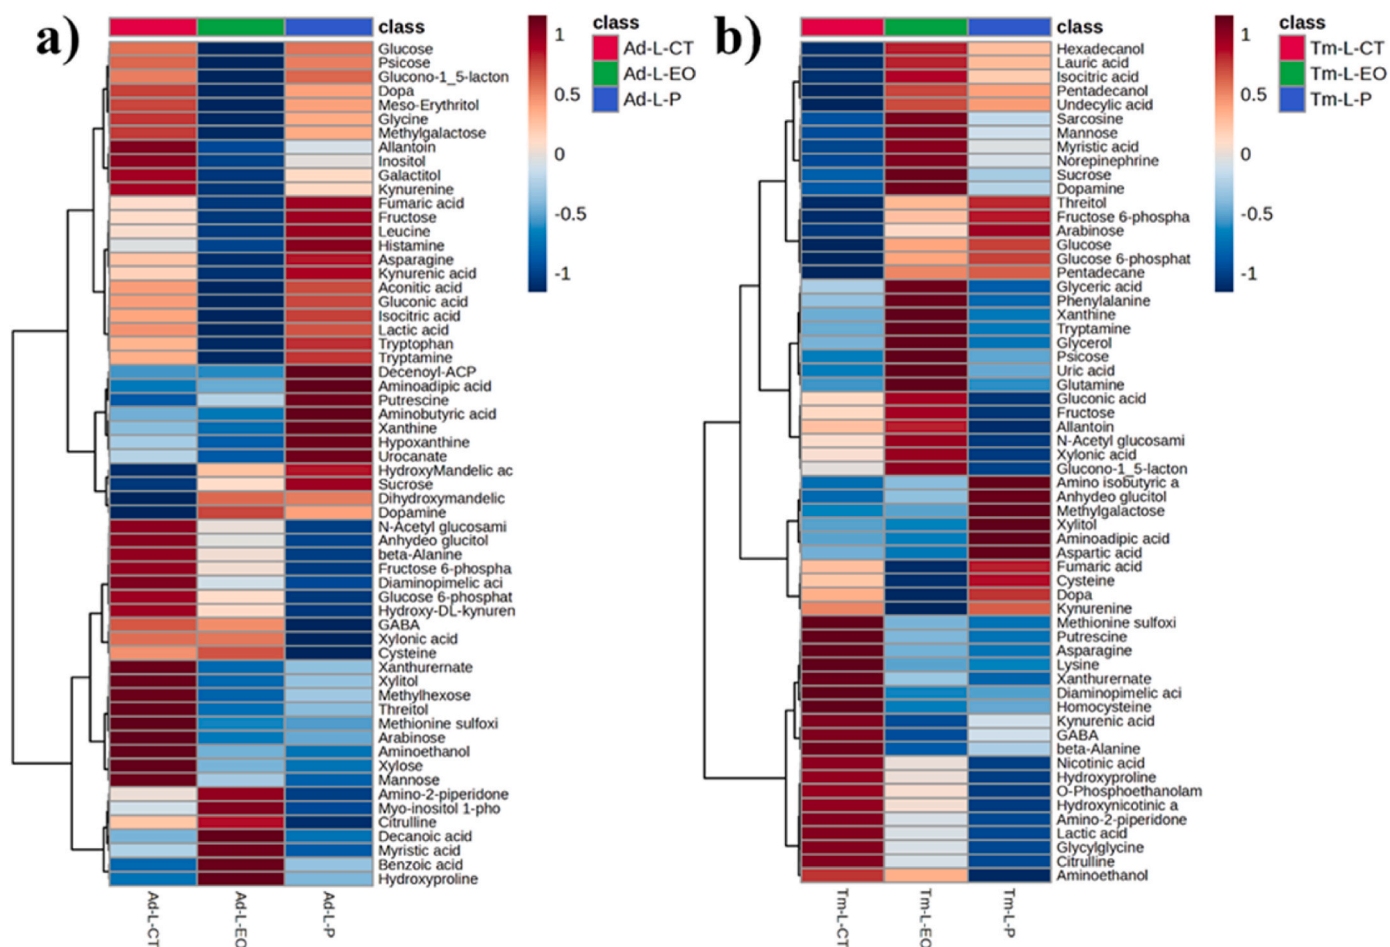 a)
class
Glucose
Psicose
Glucono-1_5-lacton
Dopa
Meso-Erythritol
Glycine
Methylgalactose
Allantoin
Inositol
Galactitol
Kynurenine
Fumaric acid
Fructose
Leucine
Histamine
Asparagine
Kynurenic acid
Aconitic acid
Gluconic acid
Isocitric acid
Lactic acid
Tryptophan
Tryptamine
Decenoyl-ACP
Aminoadipic acid
Putrescine
Aminobutyric acid
Xanthine
Hypoxanthine
Urocanate
HydroxyMandelic ac
Sucrose
Dihydroxymandelic
Dopamine
N-Acetyl glucosami
Anhydeo glucitol
beta-Alanine
Fructose 6-phospha
Diaminopimelic aci
Glucose 6-phosphat
Hydroxy-DL-kynuren
GABA
Xylonic acid
Cysteine
Xanthurernate
Xylitol
Methylhexose
Threitol
Methionine sulfoxi
Arabinose
Aminoethanol
Xylose
Mannose
Amino-2-piperidone
Myo-inositol 1-pho
Citrulline
Decanoic acid
Myristic acid
Benzoic acid
Hydroxyproline
Ad-L-CT
Ad-L-EO
Ad-L-P
1
0.5
0
-0.5
-1
class
Ad-L-CT
Ad-L-EO
Ad-L-P
b)
class
Hexadecanol
Lauric acid
Isocitric acid
Pentadecanol
Undecylic acid
Sarcosine
Mannose
Myristic acid
Norepinephrine
Sucrose
Dopamine
Threitol
Fructose 6-phospha
Arabinose
Glucose
Glucose 6-phosphat
Pentadecane
Glyceric acid
Phenylalanine
Xanthine
Tryptamine
Glycerol
Psicose
Uric acid
Glutamine
Gluconic acid
Fructose
Allantoin
N-Acetyl glucosami
Xylonic acid
Glucono-1_5-lacton
Amino isobutyric a
Anhydeo glucitol
Methylgalactose
Xylitol
Aminoadipic acid
Aspartic acid
Fumaric acid
Cysteine
Dopa
Kynurenine
Methionine sulfoxi
Putrescine
Asparagine
Lysine
Xanthurernate
Diaminopimelic aci
Homocysteine
Kynurenic acid
GABA
beta-Alanine
Nicotinic acid
Hydroxyproline
O-Phosphoethanolam
Hydroxynicotinic a
Amino-2-piperidone
Lactic acid
Glycylglycine
Citrulline
Aminoethanol
Tm-L-CT
Tm-L-EO
Tm-L-P
1
0.5
0
-0.5
-1
class
Tm-L-CT
Tm-L-EO
Tm-L-P